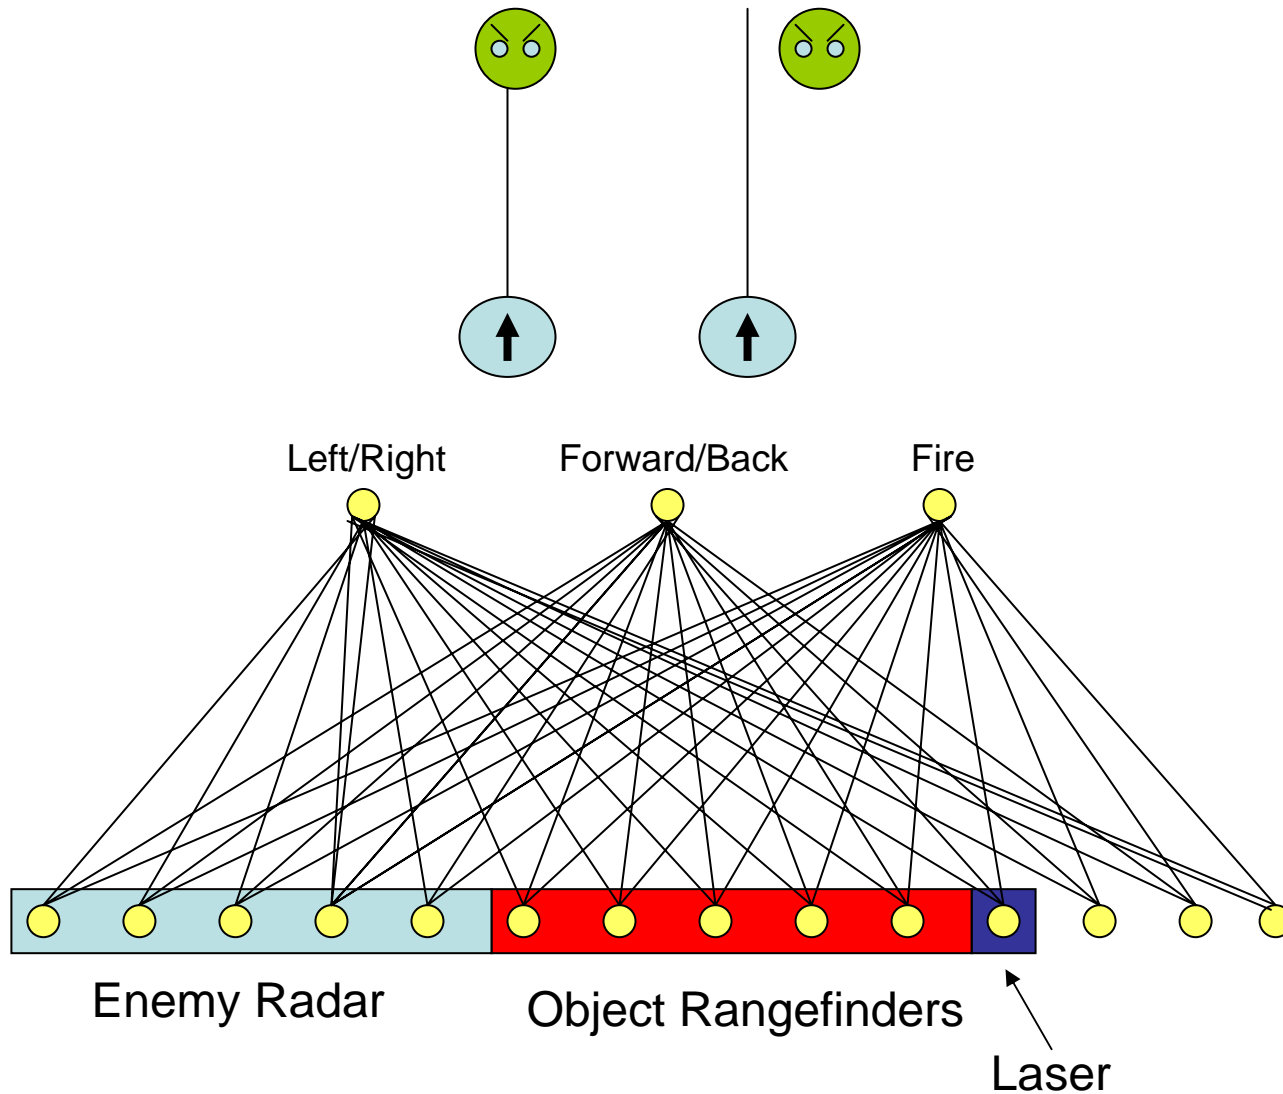 Left/Right
Forward/Back
Fire
Enemy Radar
Object Rangefinders
Laser